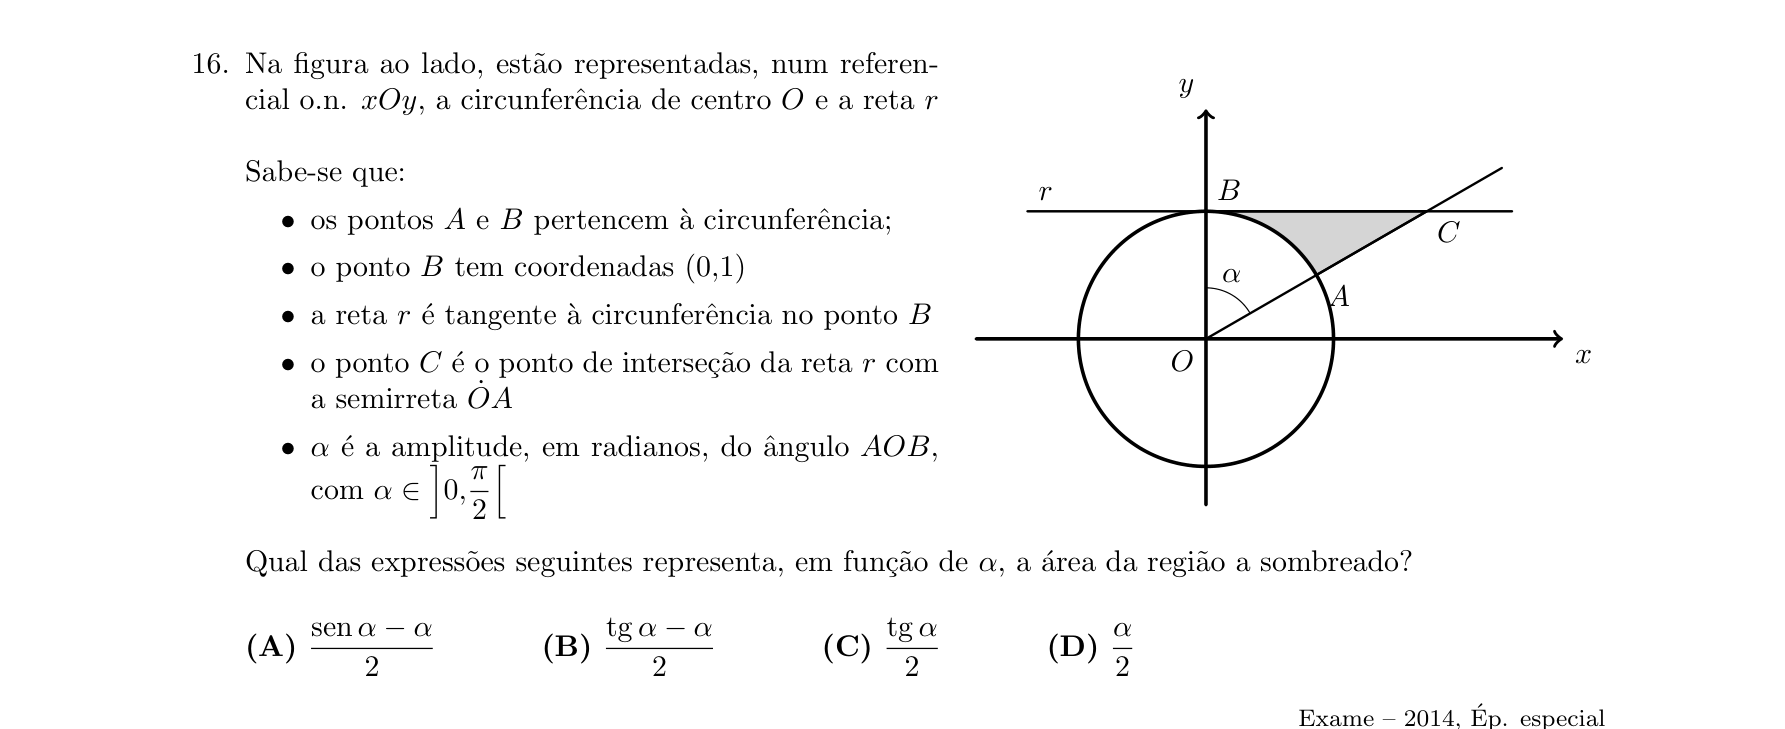 16. Na figura ao lado, estão representadas, num referen-
cial o.n. xOy, a circunferência de centro O e a reta r
Sabe-se que:
• os pontos A e B pertencem à circunferência;
• o ponto B tem coordenadas (0,1)
• a reta r é tangente à circunferência no ponto B
• o ponto C é o ponto de interseção da reta r com
a semirreta ȮA
• α é a amplitude, em radianos, do ângulo AOB,
com α ∈ ]0, π/2 [
y
r
B
C
α
A
O
x
Qual das expressões seguintes representa, em função de α, a área da região a sombreado?
(A) (sen α − α)/2 (B) (tg α − α)/2 (C) (tg α)/2 (D) α/2
Exame – 2014, Ép. especial